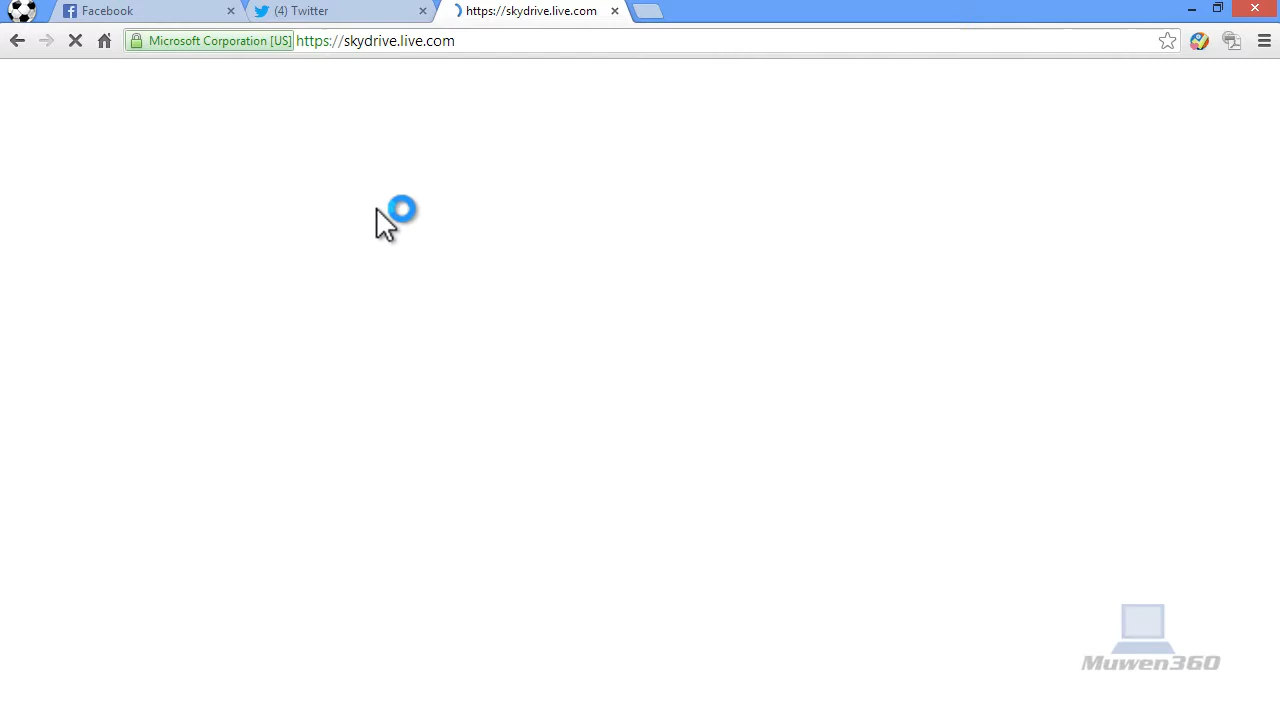 Facebook
(4) Twitter
https://skydrive.live.com
Microsoft Corporation [US]
https://skydrive.live.com
Muwen360